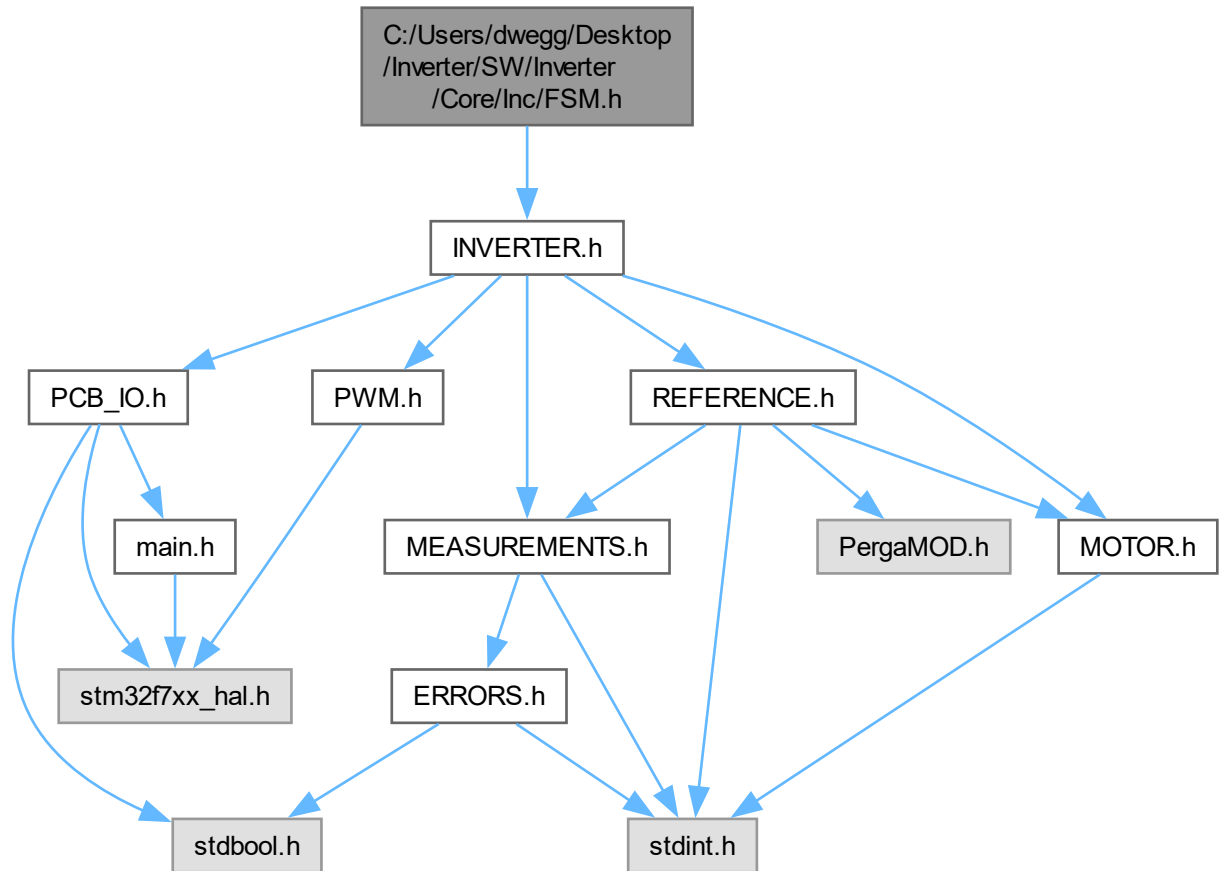 C:/Users/dwegg/Desktop
/Inverter/SW/Inverter
/Core/Inc/FSM.h
INVERTER.h
PCB_IO.h
PWM.h
REFERENCE.h
main.h
MEASUREMENTS.h
PergaMOD.h
MOTOR.h
stm32f7xx_hal.h
ERRORS.h
stdbool.h
stdint.h